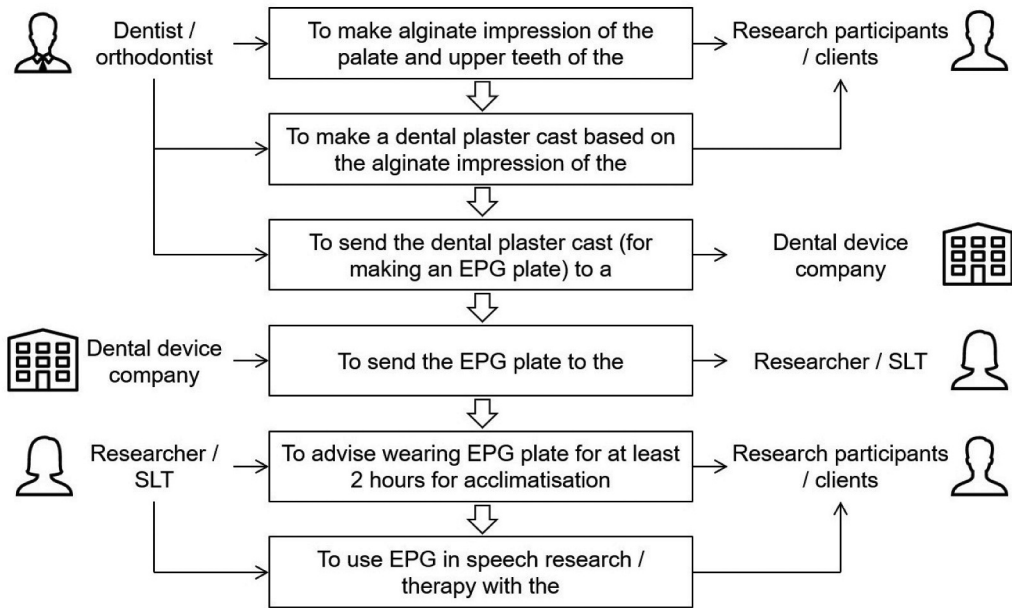 Dentist /
orthodontist
To make alginate impression of the
palate and upper teeth of the
Research participants
/ clients
To make a dental plaster cast based on
the alginate impression of the
To send the dental plaster cast (for
making an EPG plate) to a
Dental device
company
Dental device
company
To send the EPG plate to the
Researcher / SLT
Researcher /
SLT
To advise wearing EPG plate for at least
2 hours for acclimatisation
Research participants
/ clients
To use EPG in speech research /
therapy with the